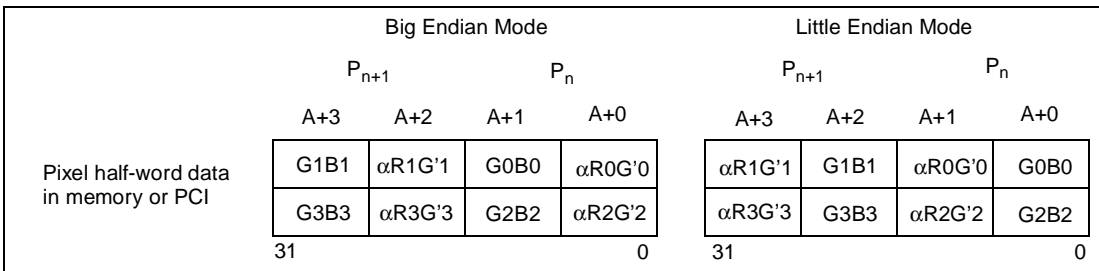 Big Endian Mode Little Endian Mode
Pn+1 Pn Pn+1 Pn
A+3 A+2 A+1 A+0 A+3 A+2 A+1 A+0
Pixel half-word data in memory or PCI
G1B1 αR1G'1 G0B0 αR0G'0 αR1G'1 G1B1 αR0G'0 G0B0
G3B3 αR3G'3 G2B2 αR2G'2 αR3G'3 G3B3 αR2G'2 G2B2
31 0 31 0